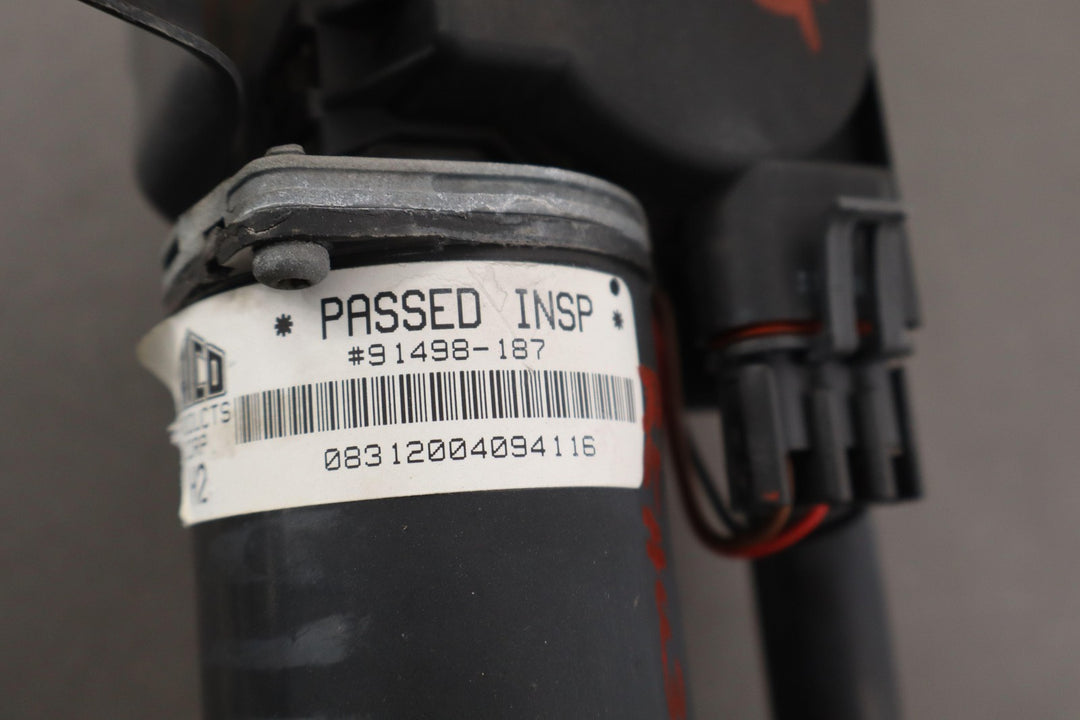 * PASSED INSP *
#91498-187
08312004094116